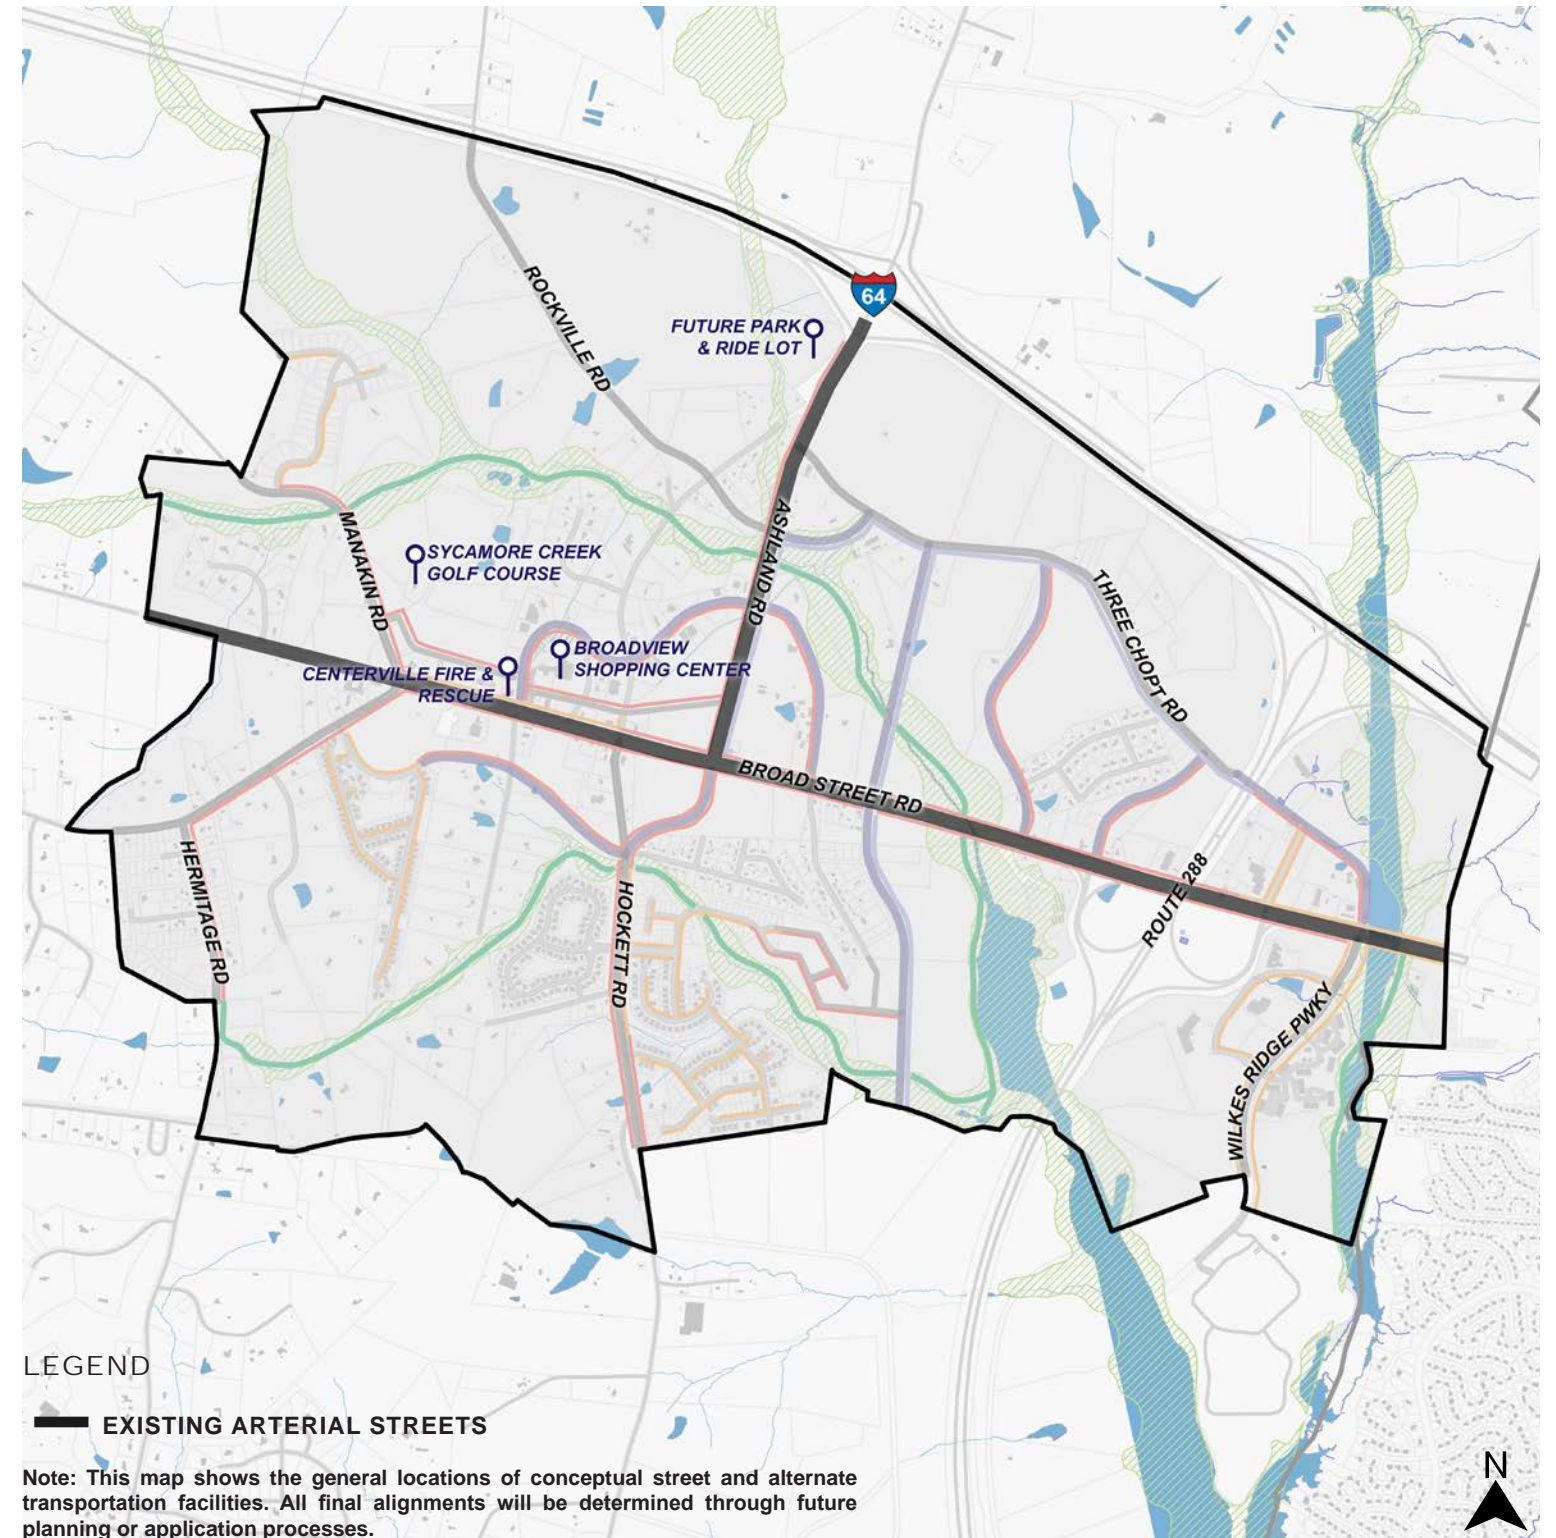 64
ROCKVILLE RD
FUTURE PARK
& RIDE LOT
ASHLAND RD
MANAKIN RD
SYCAMORE CREEK
GOLF COURSE
THREE CHOPT RD
BROADVIEW
SHOPPING CENTER
CENTERVILLE FIRE &
RESCUE
BROAD STREET RD
HERMITAGE RD
HOCKETT RD
ROUTE 288
WILKES RIDGE PWKY
LEGEND
EXISTING ARTERIAL STREETS
Note: This map shows the general locations of conceptual street and alternate
transportation facilities. All final alignments will be determined through future
planning or application processes.
N